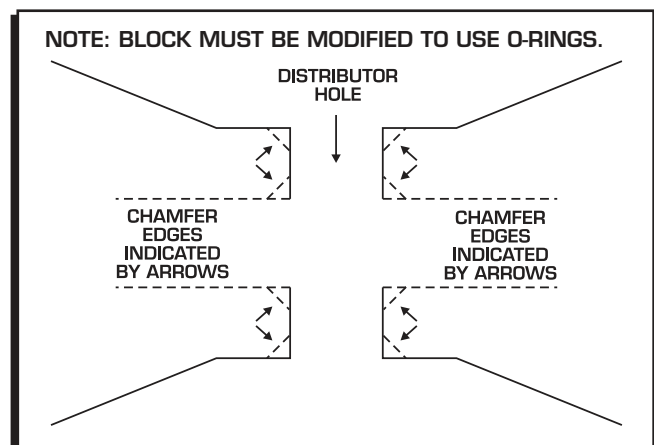 NOTE: BLOCK MUST BE MODIFIED TO USE O-RINGS.
DISTRIBUTOR
HOLE
CHAMFER
EDGES
INDICATED
BY ARROWS
CHAMFER
EDGES
INDICATED
BY ARROWS